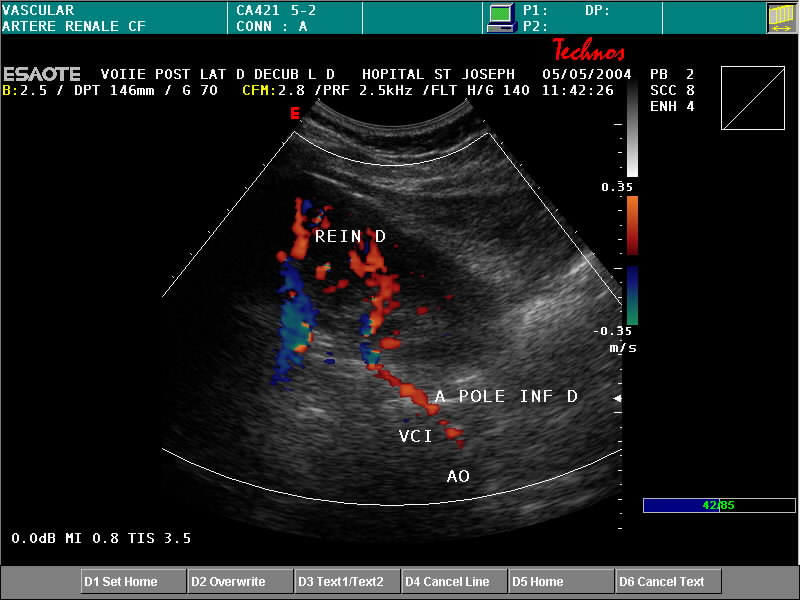 VASCULAR
ARTERE RENALE CF
CA421 5-2
CONN : A
P1: DP:
P2:
Technos
ESAOTE VOIIE POST LAT D DECUB L D HOPITAL ST JOSEPH 05/05/2004
B:2.5 / DPT 146mm / G 70 CFM:2.8 /PRF 2.5kHz /FLT H/G 140 11:42:26
PB 2
SCC 8
ENH 4
E
0.35
REIN D
-0.35
m/s
A POLE INF D
VCI
AO
42/85
0.0dB MI 0.8 TIS 3.5
D1 Set Home D2 Overwrite D3 Text1/Text2 D4 Cancel Line D5 Home D6 Cancel Text